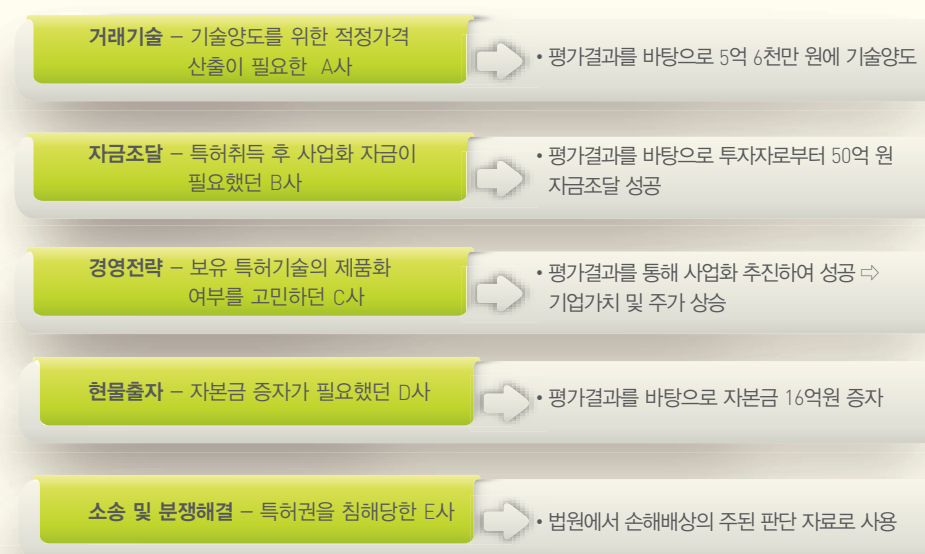 거래기술 – 기술양도를 위한 적정가격
산출이 필요한 A사
• 평가결과를 바탕으로 5억 6천만 원에 기술양도
자금조달 – 특허취득 후 사업화 자금이
필요했던 B사
• 평가결과를 바탕으로 투자자로부터 50억 원
자금조달 성공
경영전략 – 보유 특허기술의 제품화
여부를 고민하던 C사
• 평가결과를 통해 사업화 추진하여 성공 ⇨
기업가치 및 주가 상승
현물출자 – 자본금 증자가 필요했던 D사
• 평가결과를 바탕으로 자본금 16억원 증자
소송 및 분쟁해결 – 특허권을 침해당한 E사
• 법원에서 손해배상의 주된 판단 자료로 사용